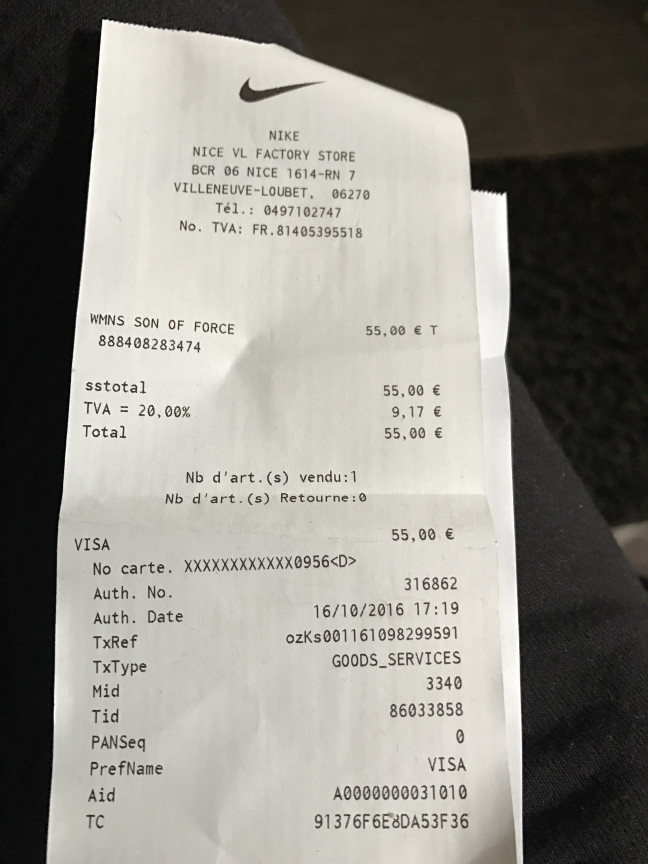 NIKE
NICE VL FACTORY STORE
BCR 06 NICE 1614-RN 7
VILLENEUVE-LOUBET, 06270
Tél.: 0497102747
No. TVA: FR.81405395518
WMNS SON OF FORCE 55,00 € T
888408283474
sstotal 55,00 €
TVA = 20,00% 9,17 €
Total 55,00 €
Nb d'art.(s) vendu:1
Nb d'art.(s) Retourne:0
VISA 55,00 €
No carte. XXXXXXXXXXXX0956<D>
Auth. No. 316862
Auth. Date 16/10/2016 17:19
TxRef ozKs001161098299591
TxType GOODS_SERVICES
Mid 3340
Tid 86033858
PANSeq 0
PrefName VISA
Aid A0000000031010
TC 91376F6E8DA53F36